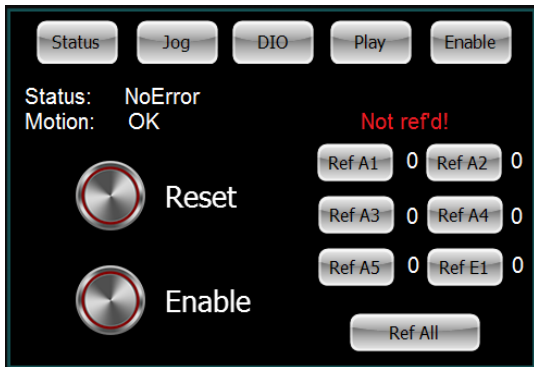 Status Jog DIO Play Enable
Status: NoError
Motion: OK
Not ref'd!
Ref A1 0 Ref A2 0
Reset
Ref A3 0 Ref A4 0
Ref A5 0 Ref E1 0
Enable
Ref All